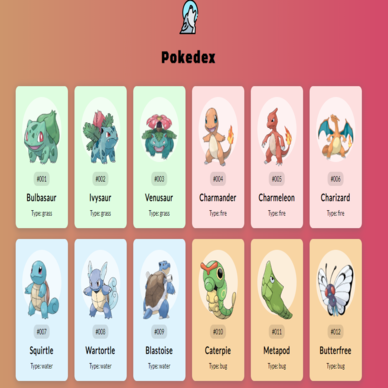 Pokedex
#001 #002 #003 #004 #005 #006
Bulbasaur Ivysaur Venusaur Charmander Charmeleon Charizard
Type: grass Type: grass Type: grass Type: fire Type: fire Type: fire
#007 #008 #009 #010 #011 #012
Squirtle Wartortle Blastoise Caterpie Metapod Butterfree
Type: water Type: water Type: water Type: bug Type: bug Type: bug